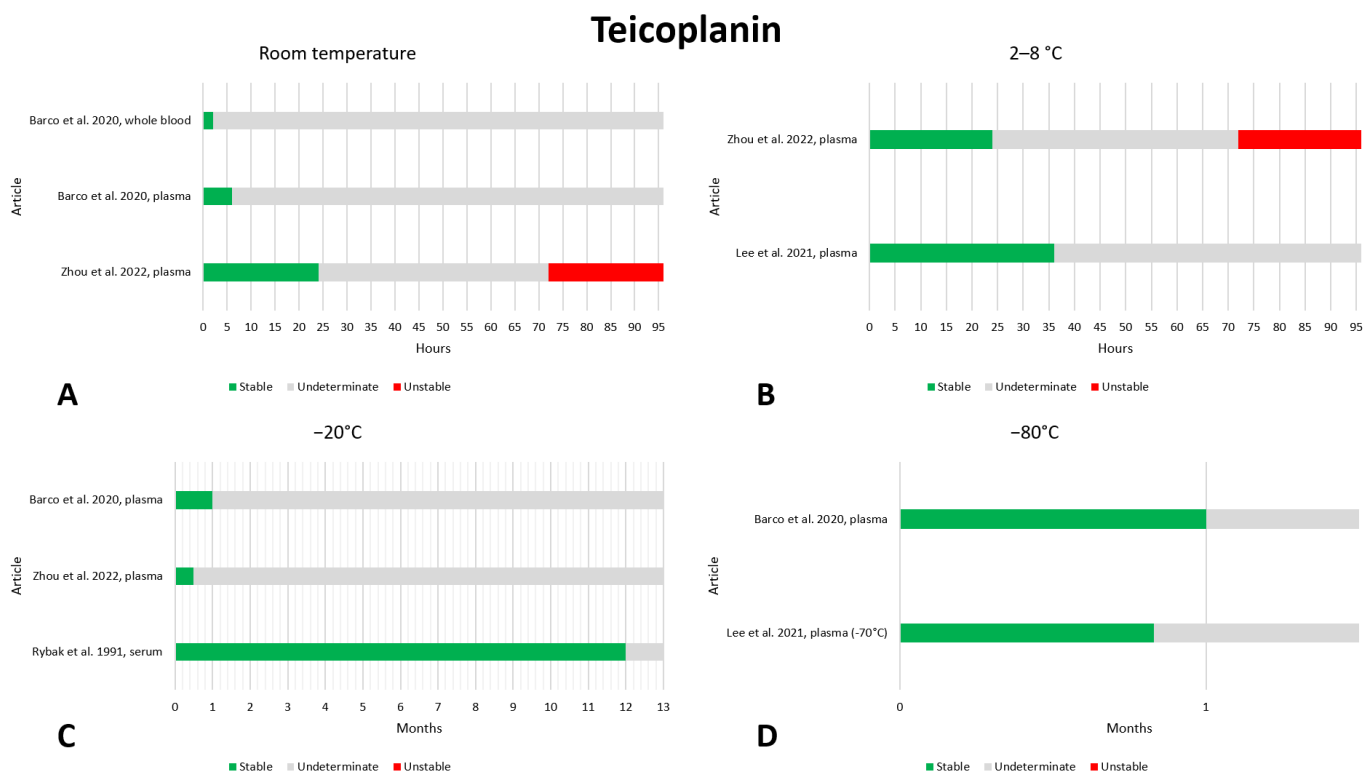 Teicoplanin
Room temperature
Article
Barco et al. 2020, whole blood
Barco et al. 2020, plasma
Zhou et al. 2022, plasma
0 5 10 15 20 25 30 35 40 45 50 55 60 65 70 75 80 85 90 95
Hours
Stable Undeterminate Unstable
A
2–8 °C
Article
Zhou et al. 2022, plasma
Lee et al. 2021, plasma
0 5 10 15 20 25 30 35 40 45 50 55 60 65 70 75 80 85 90 95
Hours
Stable Undeterminate Unstable
B
−20°C
Article
Barco et al. 2020, plasma
Zhou et al. 2022, plasma
Rybak et al. 1991, serum
0 1 2 3 4 5 6 7 8 9 10 11 12 13
Months
Stable Undeterminate Unstable
C
−80°C
Article
Barco et al. 2020, plasma
Lee et al. 2021, plasma (-70°C)
0 1
Months
Stable Undeterminate Unstable
D